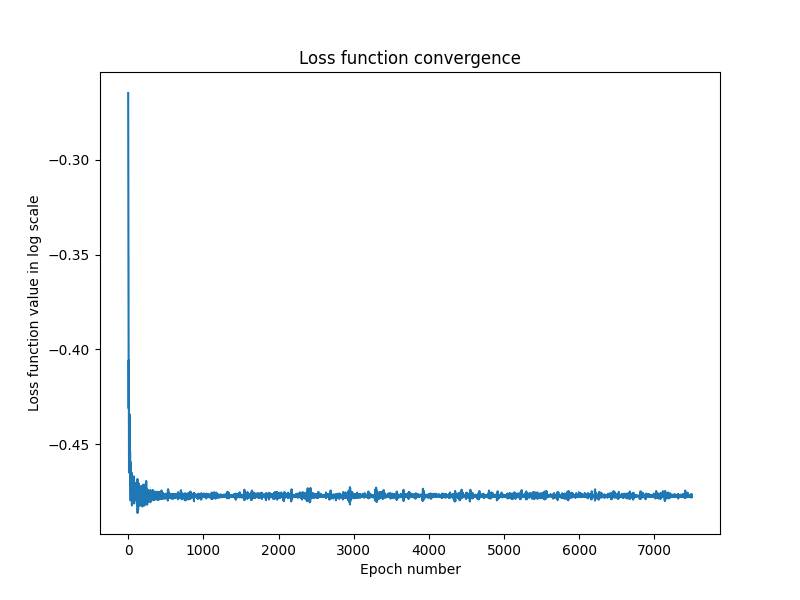 Loss function convergence
Loss function value in log scale
−0.30
−0.35
−0.40
−0.45
0 1000 2000 3000 4000 5000 6000 7000
Epoch number